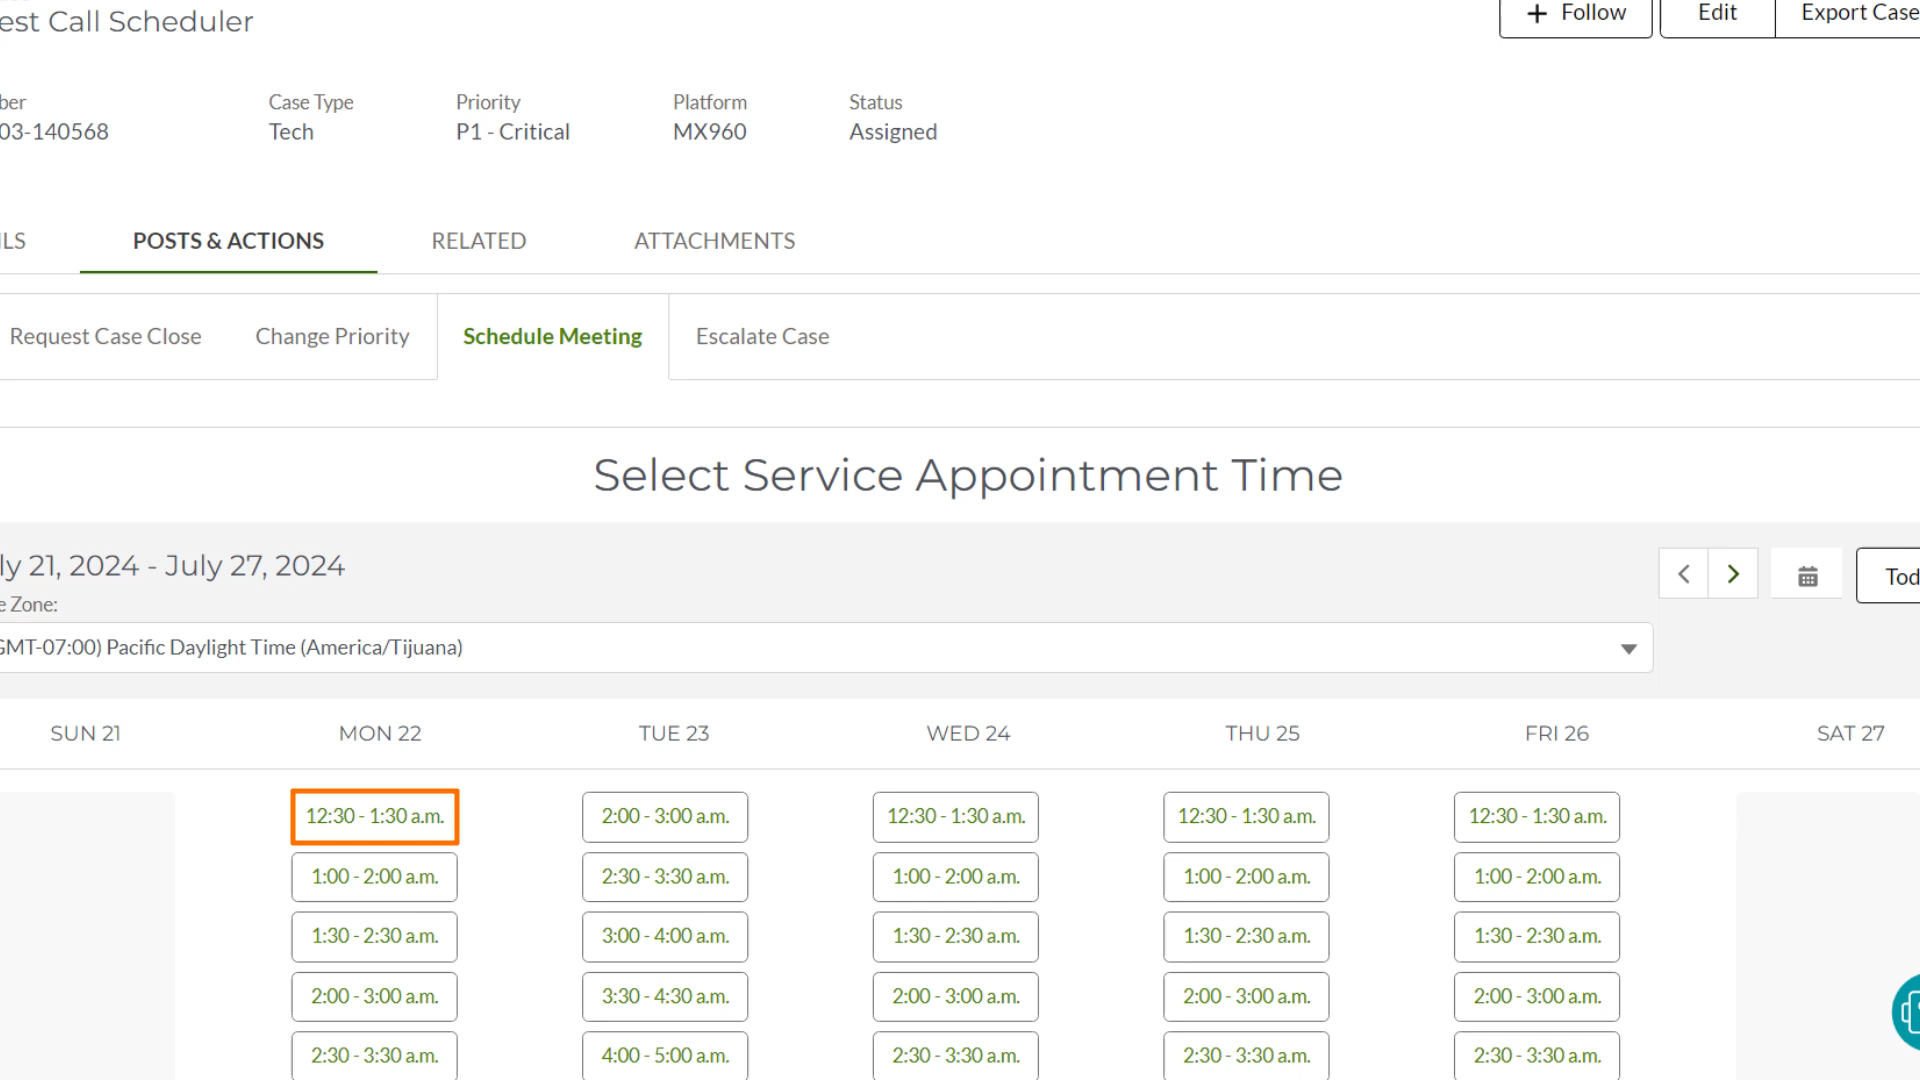 est Call Scheduler
+ Follow
Edit
Export Case
ber
Case Type
Priority
Platform
Status
03-140568
Tech
P1 - Critical
MX960
Assigned
ILS
POSTS & ACTIONS
RELATED
ATTACHMENTS
Request Case Close
Change Priority
Schedule Meeting
Escalate Case
Select Service Appointment Time
ly 21, 2024 - July 27, 2024
Tod
e Zone:
GMT-07:00) Pacific Daylight Time (America/Tijuana)
SUN 21
MON 22
TUE 23
WED 24
THU 25
FRI 26
SAT 27
12:30 - 1:30 a.m.
2:00 - 3:00 a.m.
12:30 - 1:30 a.m.
12:30 - 1:30 a.m.
12:30 - 1:30 a.m.
1:00 - 2:00 a.m.
2:30 - 3:30 a.m.
1:00 - 2:00 a.m.
1:00 - 2:00 a.m.
1:00 - 2:00 a.m.
1:30 - 2:30 a.m.
3:00 - 4:00 a.m.
1:30 - 2:30 a.m.
1:30 - 2:30 a.m.
1:30 - 2:30 a.m.
2:00 - 3:00 a.m.
3:30 - 4:30 a.m.
2:00 - 3:00 a.m.
2:00 - 3:00 a.m.
2:00 - 3:00 a.m.
2:30 - 3:30 a.m.
4:00 - 5:00 a.m.
2:30 - 3:30 a.m.
2:30 - 3:30 a.m.
2:30 - 3:30 a.m.